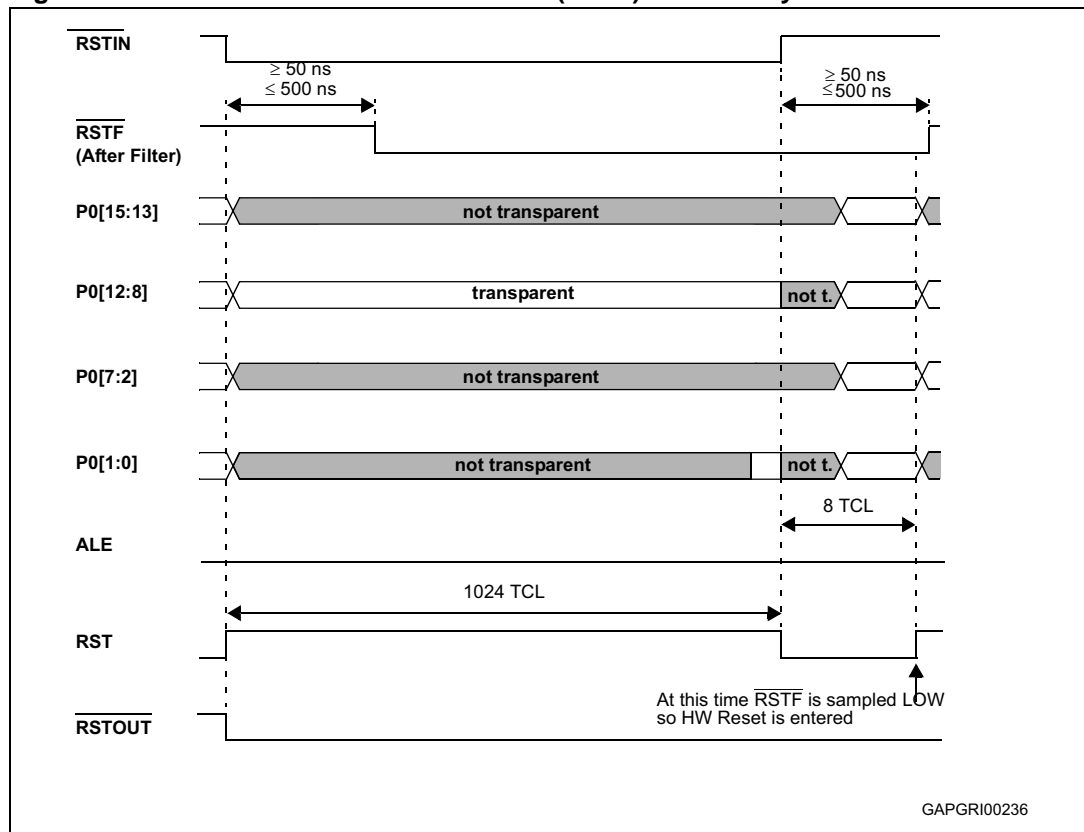 RSTIN
≥ 50 ns
≤ 500 ns
≥ 50 ns
≤500 ns
RSTF
(After Filter)
P0[15:13]
not transparent
P0[12:8]
transparent
not t.
P0[7:2]
not transparent
P0[1:0]
not transparent
not t.
8 TCL
ALE
1024 TCL
RST
At this time RSTF is sampled LOW
so HW Reset is entered
RSTOUT
GAPGRI00236